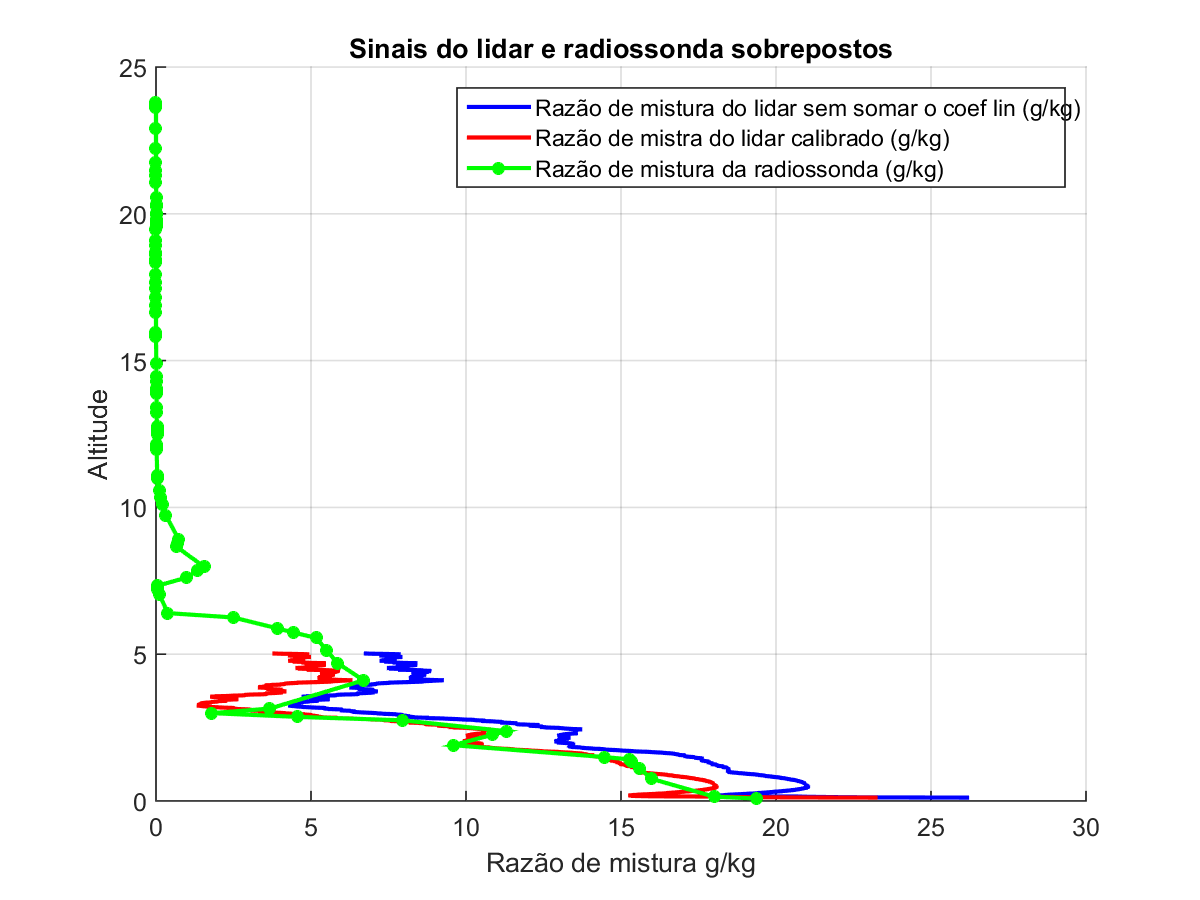 Sinais do lidar e radiossonda sobrepostos
25
Razão de mistura do lidar sem somar o coef lin (g/kg)
Razão de mistra do lidar calibrado (g/kg)
Razão de mistura da radiossonda (g/kg)
20
15
Altitude
10
5
0
0 5 10 15 20 25 30
Razão de mistura g/kg